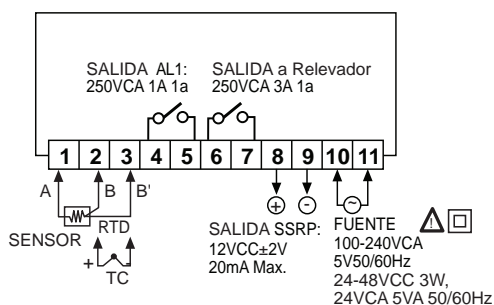 SALIDA AL1:
250VCA 1A 1a
SALIDA a Relevador
250VCA 3A 1a
1 2 3 4 5 6 7 8 9 10 11
A B B'
SENSOR
RTD
+ -
TC
+ -
SALIDA SSRP:
12VCC±2V
20mA Max.
FUENTE
100-240VCA
5V50/60Hz
24-48VCC 3W,
24VCA 5VA 50/60Hz